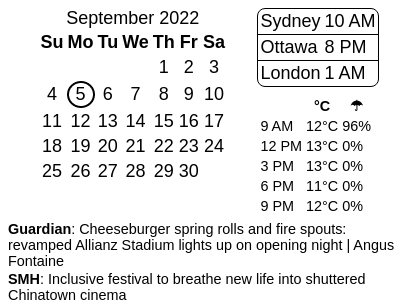 September 2022
Su Mo Tu We Th Fr Sa
1 2 3
4 5 6 7 8 9 10
11 12 13 14 15 16 17
18 19 20 21 22 23 24
25 26 27 28 29 30
Sydney 10 AM
Ottawa 8 PM
London 1 AM
°C ☂
9 AM 12°C 96%
12 PM 13°C 0%
3 PM 13°C 0%
6 PM 11°C 0%
9 PM 12°C 0%
Guardian: Cheeseburger spring rolls and fire spouts:
revamped Allianz Stadium lights up on opening night | Angus
Fontaine
SMH: Inclusive festival to breathe new life into shuttered
Chinatown cinema